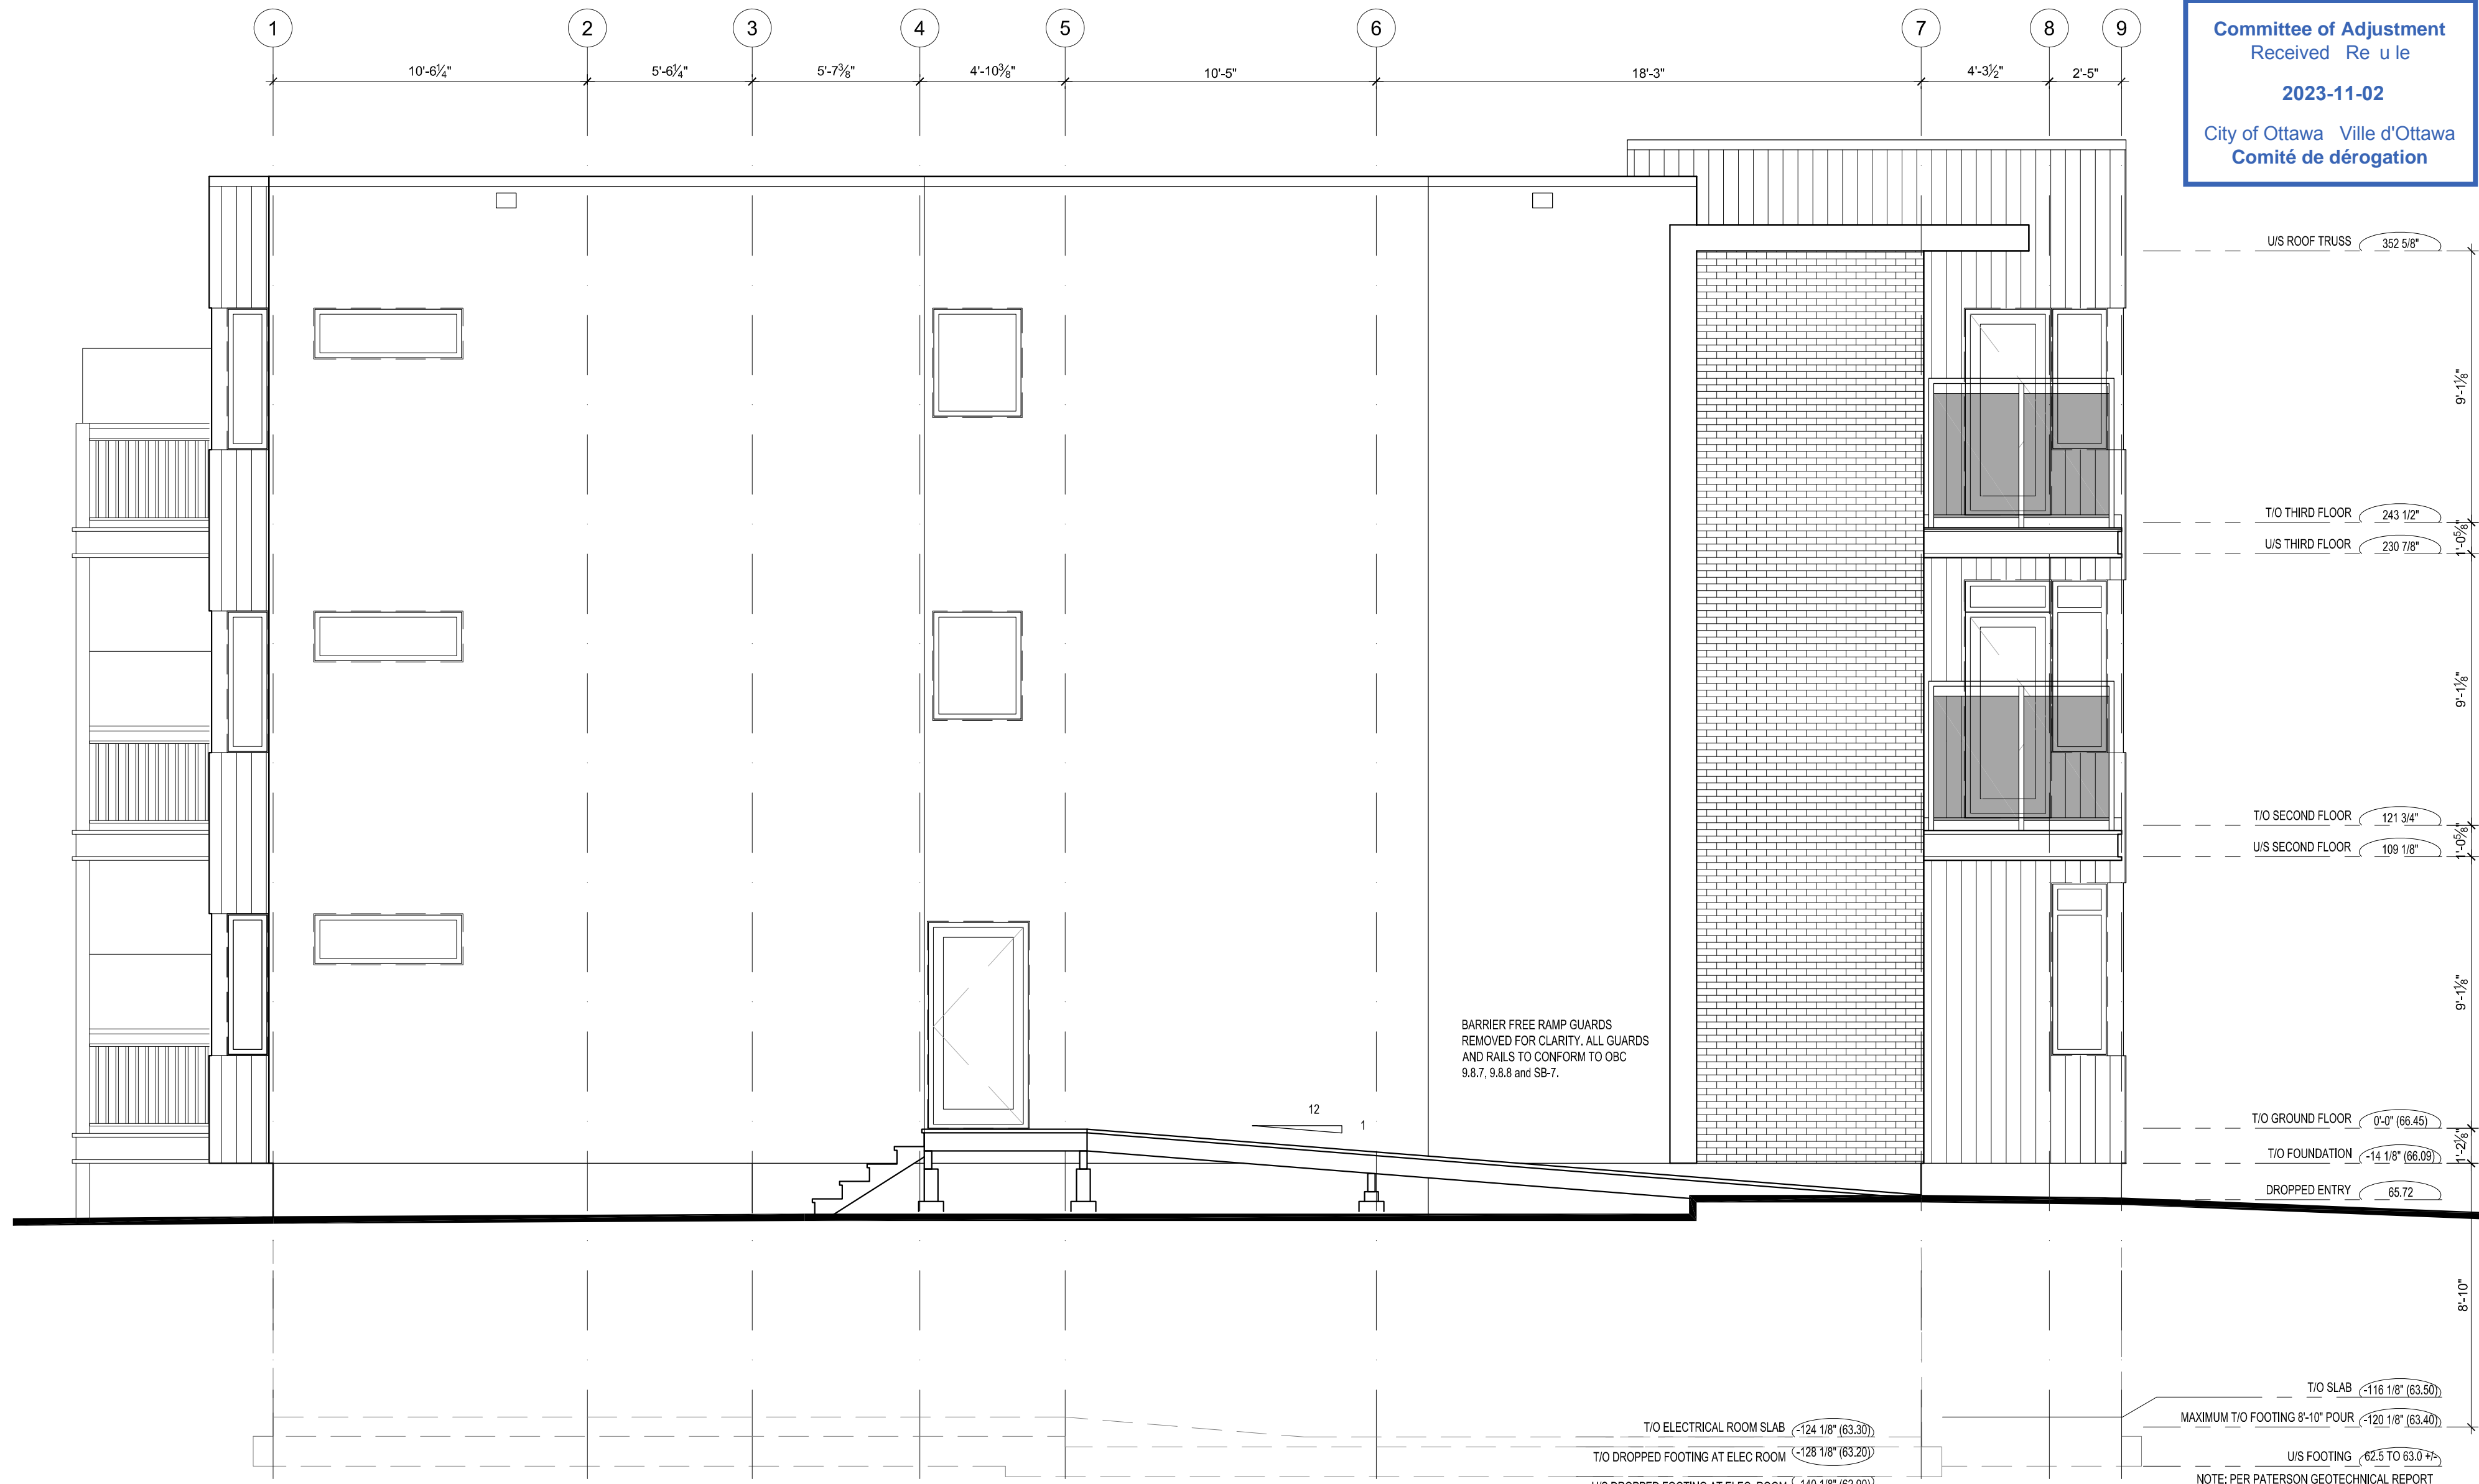 1 2 3 4 5 6 7 8 9
Committee of Adjustment
Received Re u le
2023-11-02
City of Ottawa Ville d'Ottawa
Comité de dérogation
10'-6¼" 5'-6¼" 5'-7⅜" 4'-10⅜" 10'-5" 18'-3" 4'-3½" 2'-5"
U/S ROOF TRUSS 352 5/8"
9'-1⅛"
T/O THIRD FLOOR 243 1/2"
1'-0⅝"
U/S THIRD FLOOR 230 7/8"
9'-1⅛"
T/O SECOND FLOOR 121 3/4"
1'-0⅝"
U/S SECOND FLOOR 109 1/8"
9'-1⅛"
BARRIER FREE RAMP GUARDS
REMOVED FOR CLARITY. ALL GUARDS
AND RAILS TO CONFORM TO OBC
9.8.7, 9.8.8 and SB-7.
12
1
T/O GROUND FLOOR 0'-0" (66.45)
1'-2⅛"
T/O FOUNDATION -14 1/8" (66.09)
DROPPED ENTRY 65.72
8'-10"
T/O SLAB -116 1/8" (63.50)
MAXIMUM T/O FOOTING 8'-10" POUR -120 1/8" (63.40)
T/O ELECTRICAL ROOM SLAB -124 1/8" (63.30)
T/O DROPPED FOOTING AT ELEC ROOM -128 1/8" (63.20)
U/S FOOTING 62.5 TO 63.0 +/-
U/S DROPPED FOOTING AT ELEC. ROOM
NOTE: PER PATERSON GEOTECHNICAL REPORT